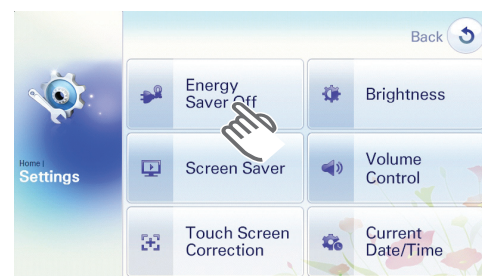 Back
Energy
Saver Off
Brightness
Home |
Settings
Screen Saver
Volume
Control
Touch Screen
Correction
Current
Date/Time